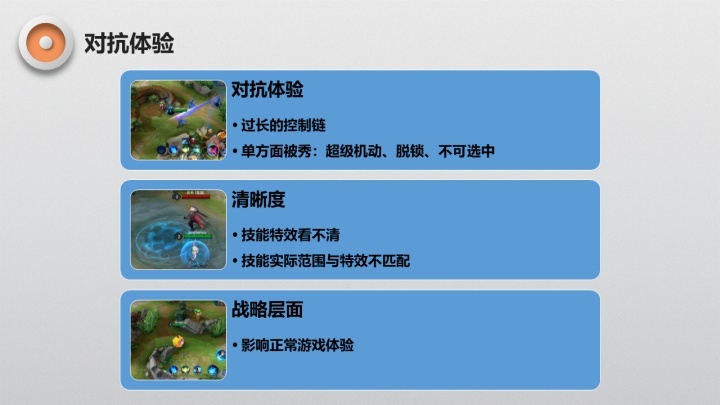 对抗体验
对抗体验
• 过长的控制链
• 单方面被秀：超级机动、脱锁、不可选中
清晰度
• 技能特效看不清
• 技能实际范围与特效不匹配
战略层面
• 影响正常游戏体验